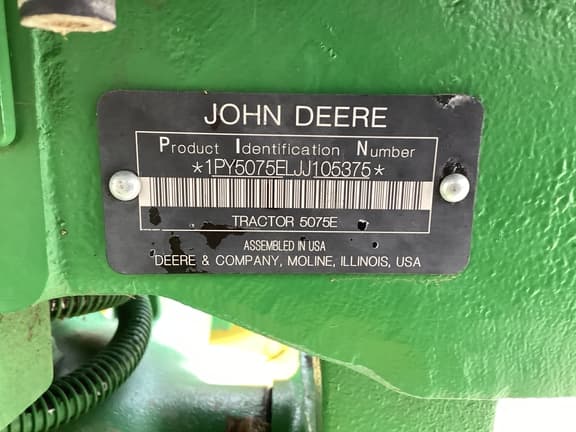 JOHN DEERE
Product Identification Number
*1PY5075ELJJ105375*
TRACTOR 5075E
ASSEMBLED IN USA
DEERE & COMPANY, MOLINE, ILLINOIS, USA